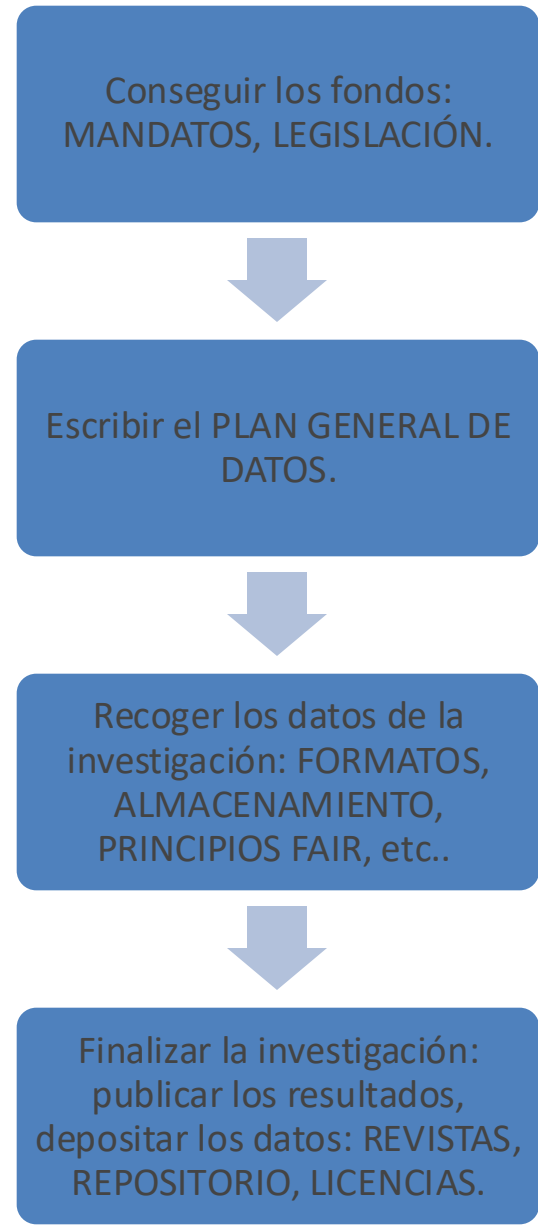 Conseguir los fondos:
MANDATOS, LEGISLACIÓN.
Escribir el PLAN GENERAL DE
DATOS.
Recoger los datos de la
investigación: FORMATOS,
ALMACENAMIENTO,
PRINCIPIOS FAIR, etc..
Finalizar la investigación:
publicar los resultados,
depositar los datos: REVISTAS,
REPOSITORIO, LICENCIAS.